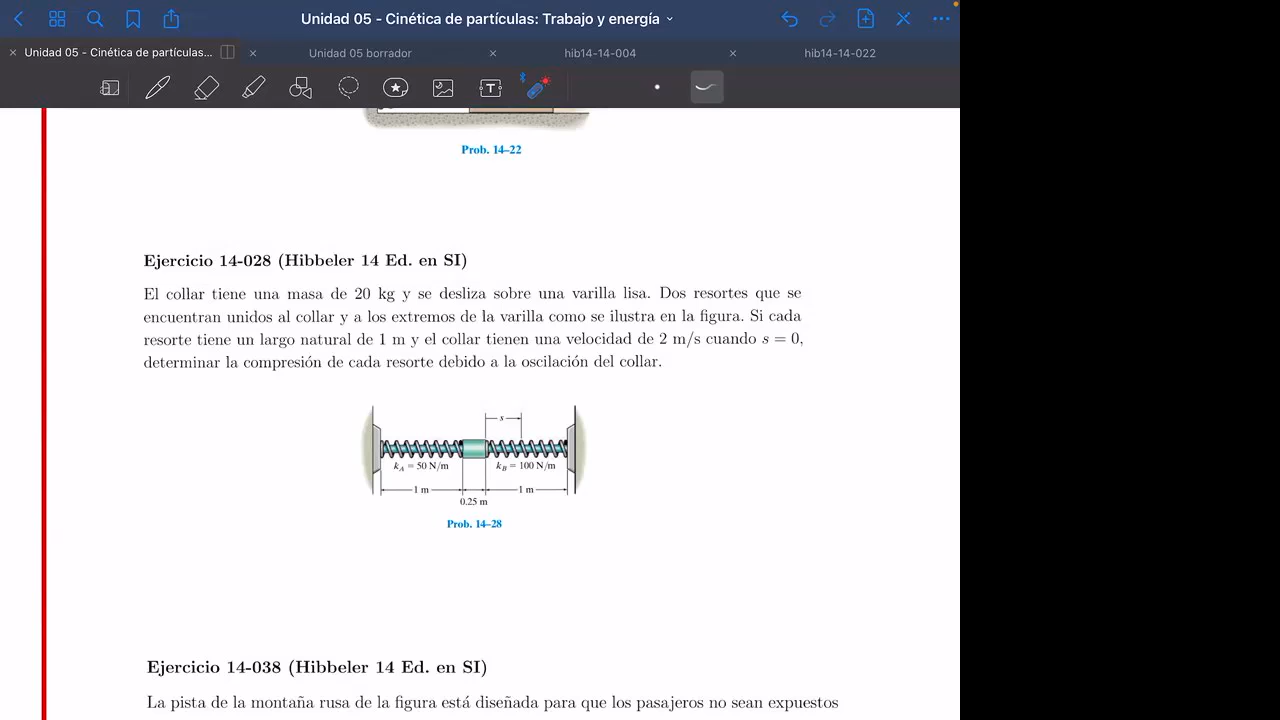 Unidad 05 - Cinética de partículas: Trabajo y energía
Unidad 05 - Cinética de partículas...
Unidad 05 borrador
hib14-14-004
hib14-14-022
T
Prob. 14–22
Ejercicio 14-028 (Hibbeler 14 Ed. en SI)
El collar tiene una masa de 20 kg y se desliza sobre una varilla lisa. Dos resortes que se
encuentran unidos al collar y a los extremos de la varilla como se ilustra en la figura. Si cada
resorte tiene un largo natural de 1 m y el collar tienen una velocidad de 2 m/s cuando s = 0,
determinar la compresión de cada resorte debido a la oscilación del collar.
s
k_A = 50 N/m
k_B = 100 N/m
1 m
1 m
0.25 m
Prob. 14–28
Ejercicio 14-038 (Hibbeler 14 Ed. en SI)
La pista de la montaña rusa de la figura está diseñada para que los pasajeros no sean expuestos